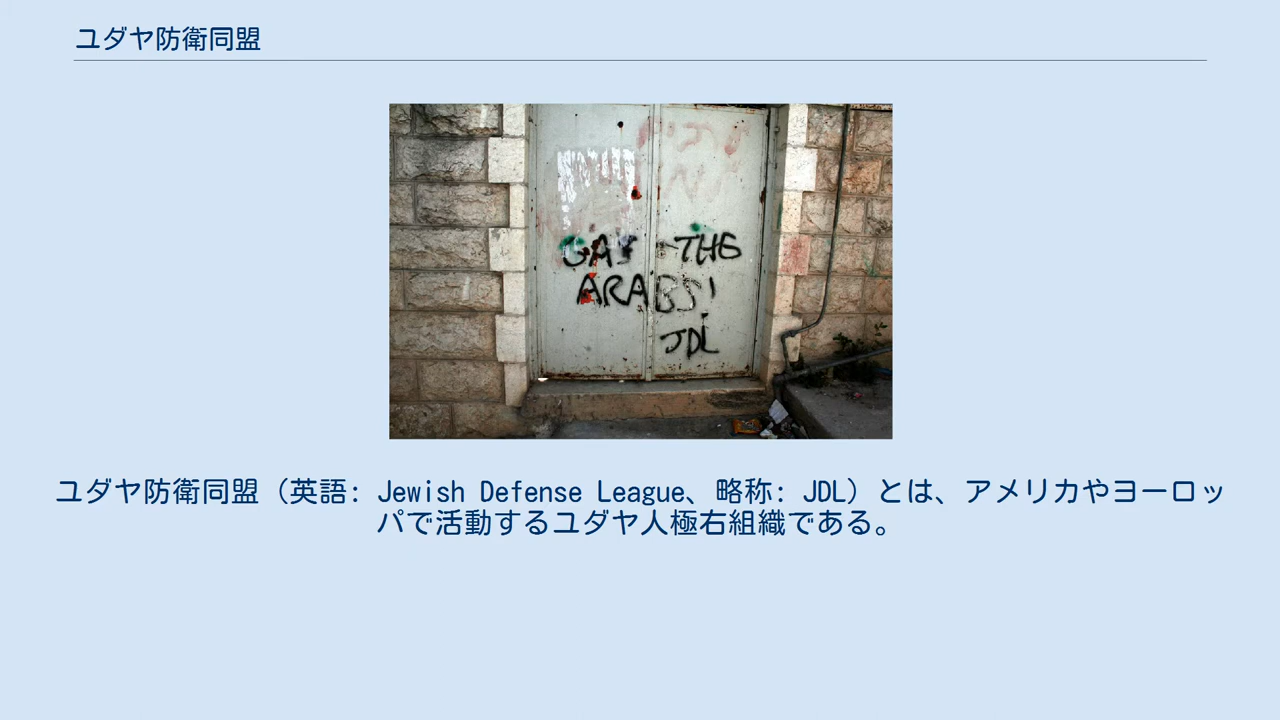 ユダヤ防衛同盟
GAS THE
ARABS!
JDL
ユダヤ防衛同盟（英語: Jewish Defense League、略称: JDL）とは、アメリカやヨーロッ
パで活動するユダヤ人極右組織である。